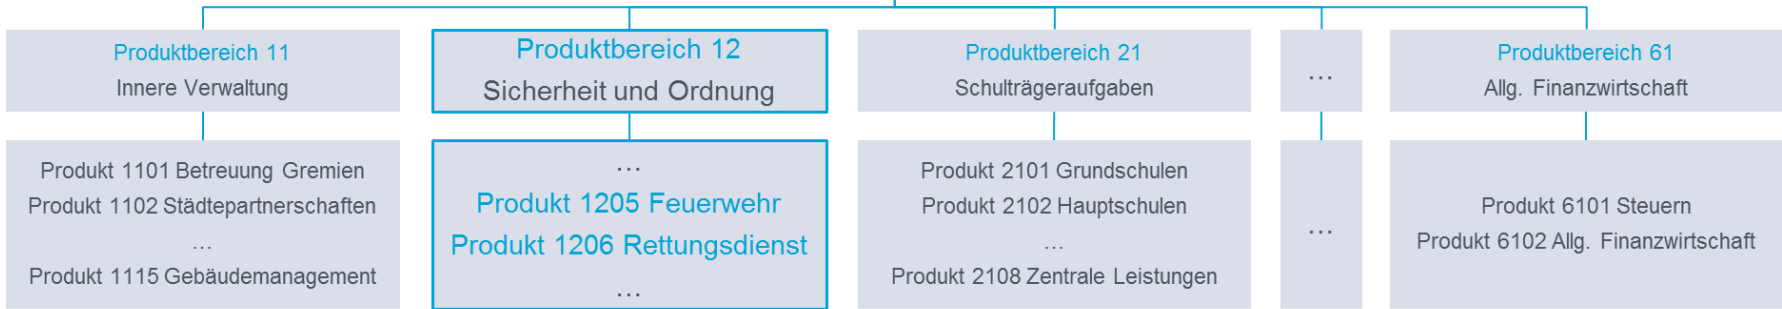 Produktbereich 11
Innere Verwaltung
Produktbereich 12
Sicherheit und Ordnung
Produktbereich 21
Schulträgeraufgaben
...
Produktbereich 61
Allg. Finanzwirtschaft
Produkt 1101 Betreuung Gremien
Produkt 1102 Städtepartnerschaften
...
Produkt 1115 Gebäudemanagement
...
Produkt 1205 Feuerwehr
Produkt 1206 Rettungsdienst
...
Produkt 2101 Grundschulen
Produkt 2102 Hauptschulen
...
Produkt 2108 Zentrale Leistungen
...
Produkt 6101 Steuern
Produkt 6102 Allg. Finanzwirtschaft